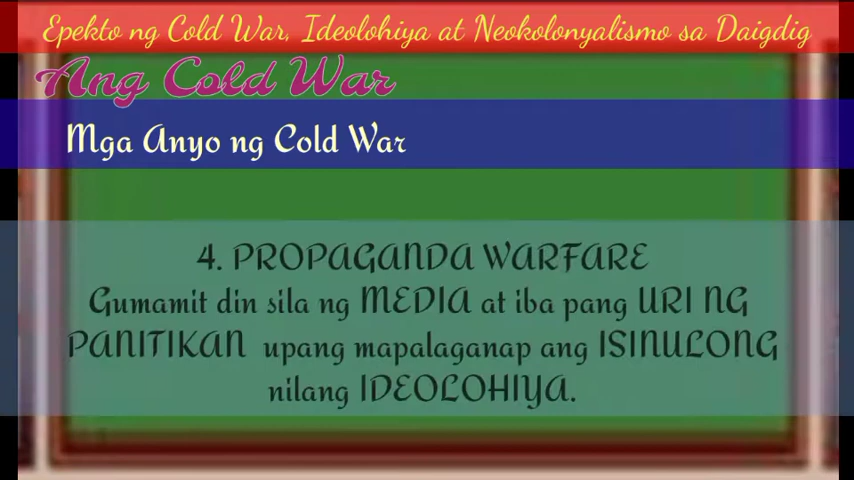 Epekto ng Cold War, Ideolohiya at Neokolonyalismo sa Daigdig
Ang Cold War
Mga Anyo ng Cold War
4. PROPAGANDA WARFARE
Gumamit din sila ng MEDIA at iba pang URI NG
PANITIKAN upang mapalaganap ang ISINULONG
nilang IDEOLOHIYA.